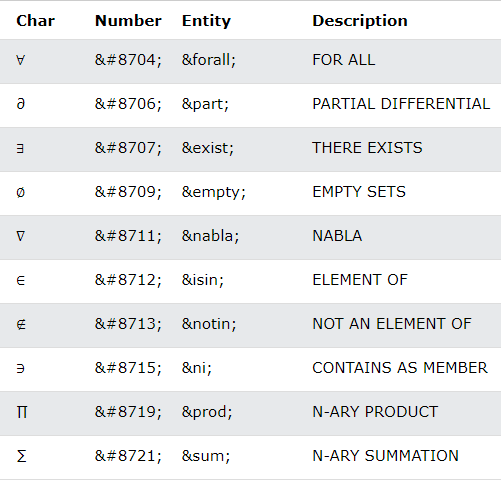 Char Number Entity Description
∀ &#8704; &forall; FOR ALL
∂ &#8706; &part; PARTIAL DIFFERENTIAL
∃ &#8707; &exist; THERE EXISTS
∅ &#8709; &empty; EMPTY SETS
∇ &#8711; &nabla; NABLA
∈ &#8712; &isin; ELEMENT OF
∉ &#8713; &notin; NOT AN ELEMENT OF
∋ &#8715; &ni; CONTAINS AS MEMBER
∏ &#8719; &prod; N-ARY PRODUCT
∑ &#8721; &sum; N-ARY SUMMATION